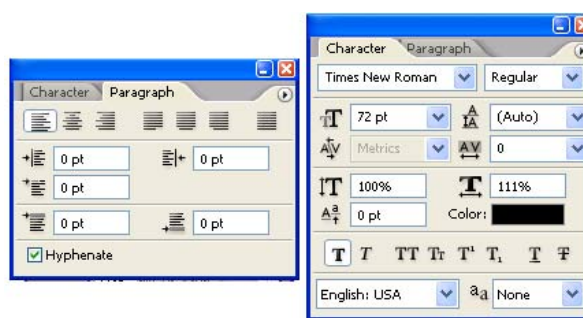 Character Paragraph
0 pt 0 pt
0 pt
0 pt 0 pt
Hyphenate
Character Paragraph
Times New Roman Regular
72 pt (Auto)
Metrics 0
100% 111%
0 pt Color:
T T TT Tr T¹ T₁ T T
English: USA aa None